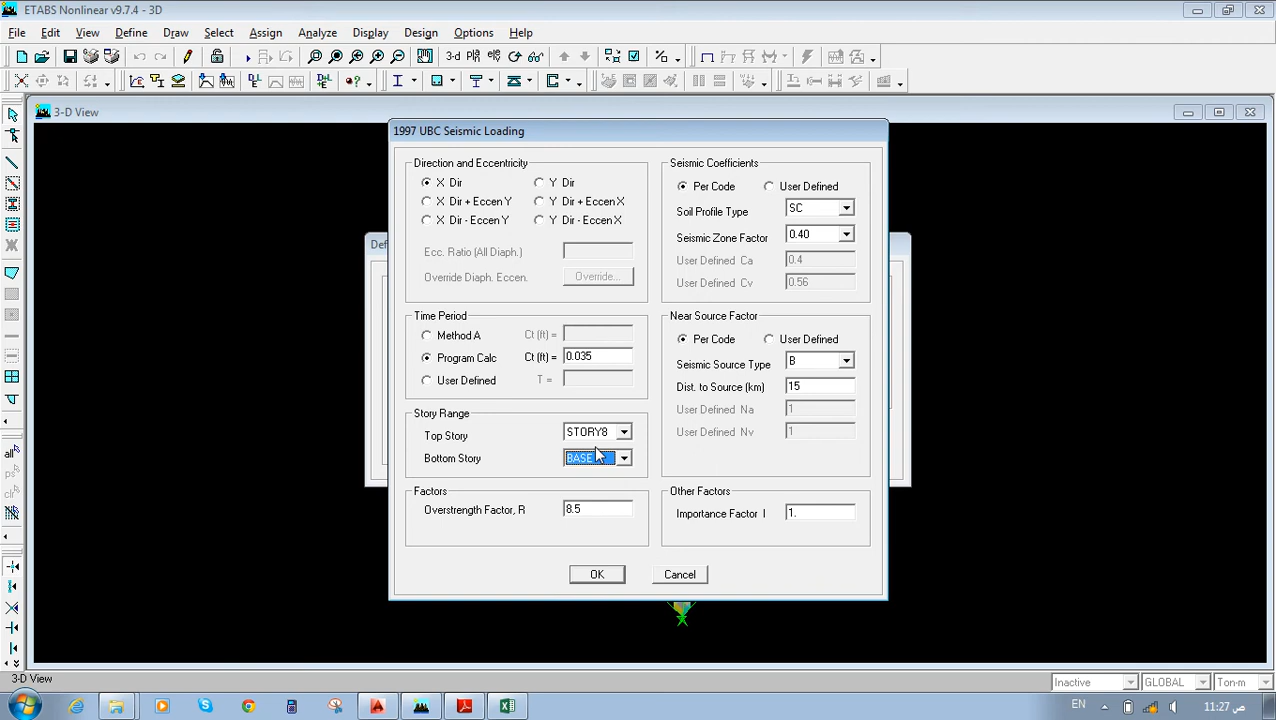 ETABS Nonlinear v9.7.4 - 3D
File Edit View Define Draw Select Assign Analyze Display Design Options Help
3-d
3-D View
1997 UBC Seismic Loading
Def
Direction and Eccentricity
X Dir
Y Dir
X Dir + Eccen Y
Y Dir + Eccen X
X Dir - Eccen Y
Y Dir - Eccen X
Ecc. Ratio (All Diaph.)
Override Diaph. Eccen.
Override...
Time Period
Method A
Ct (ft) =
Program Calc
Ct (ft) =
0.035
User Defined
T =
Story Range
Top Story
STORY8
Bottom Story
BASE
Factors
Overstrength Factor, R
8.5
Seismic Coefficients
Per Code
User Defined
Soil Profile Type
SC
Seismic Zone Factor
0.40
User Defined Ca
0.4
User Defined Cv
0.56
Near Source Factor
Per Code
User Defined
Seismic Source Type
B
Dist. to Source (km)
15
User Defined Na
1
User Defined Nv
1
Other Factors
Importance Factor I
1.
OK
Cancel
all
ps
clr
3-D View
Inactive
GLOBAL
Ton-m
EN
11:27 ص